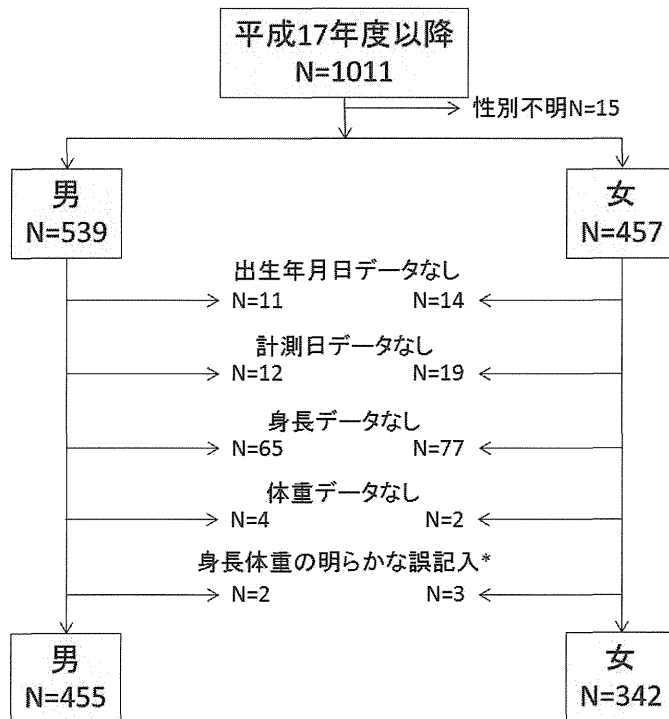 平成17年度以降
N=1011
性別不明N=15
男
N=539
女
N=457
出生年月日データなし
N=11 N=14
計測日データなし
N=12 N=19
身長データなし
N=65 N=77
体重データなし
N=4 N=2
身長体重の明らかな誤記入*
N=2 N=3
男
N=455
女
N=342